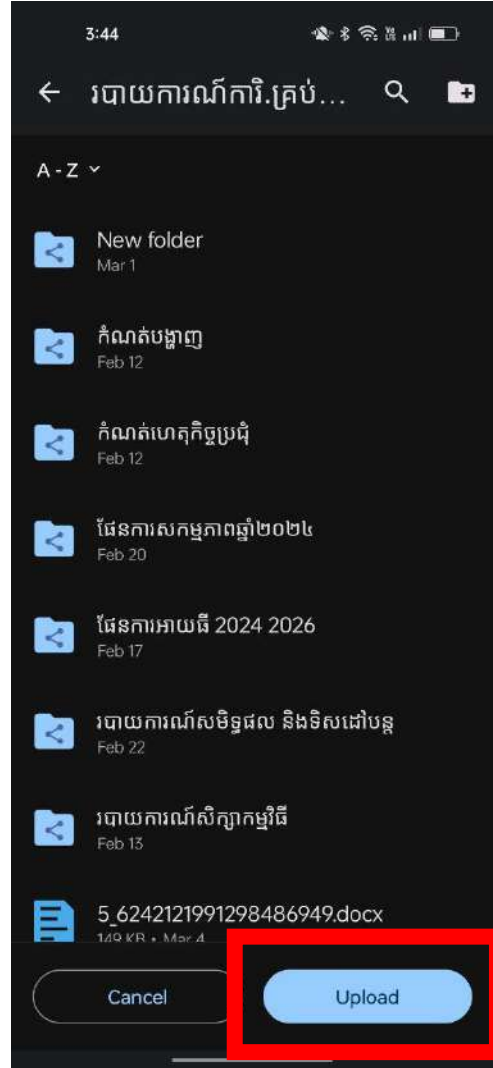 3:44
របាយការណ៍ការិ.គ្រប់...
A - Z
New folder
Mar 1
កំណត់បង្ហាញ
Feb 12
កំណត់ហេតុកិច្ចប្រជុំ
Feb 12
ផែនការសកម្មភាពឆ្នាំ២០២៤
Feb 20
ផែនការអាយធី 2024 2026
Feb 17
របាយការណ៍សមិទ្ធផល និងទិសដៅបន្ត
Feb 22
របាយការណ៍សិក្សាកម្មវិធី
Feb 13
5_6242121991298486949.docx
149 KB • Mar 4
Cancel
Upload